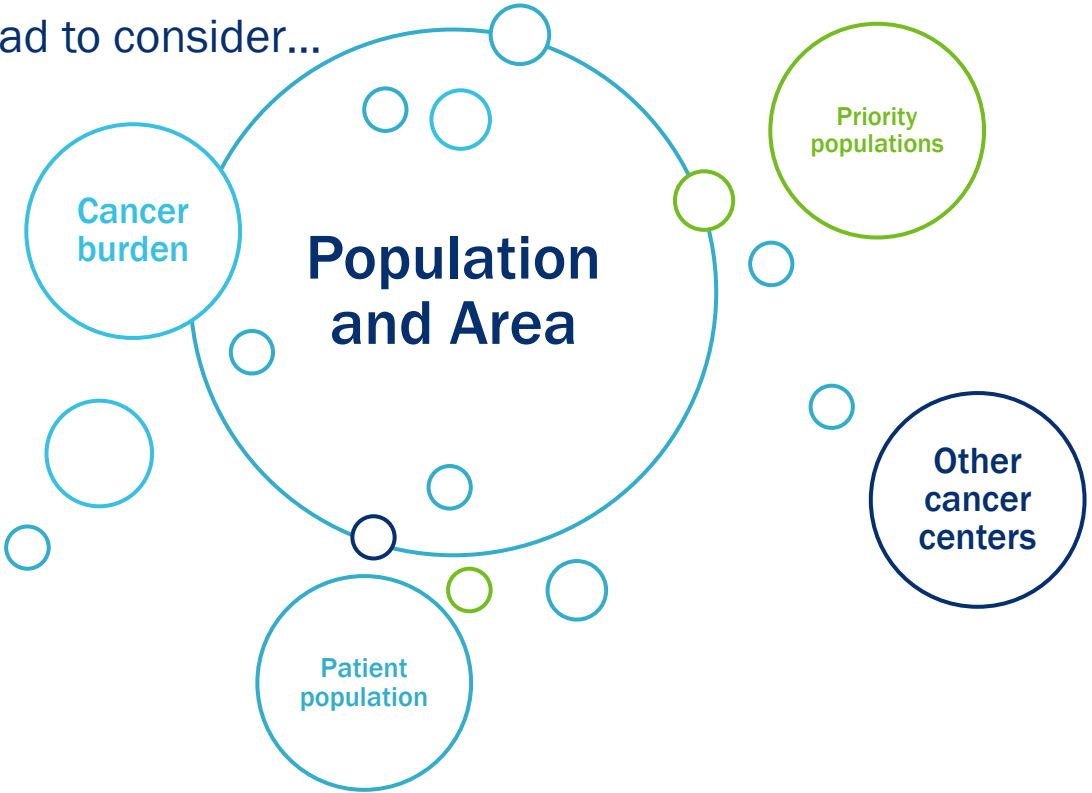 ad to consider...
Priority
populations
Cancer
burden
Population
and Area
Other
cancer
centers
Patient
population